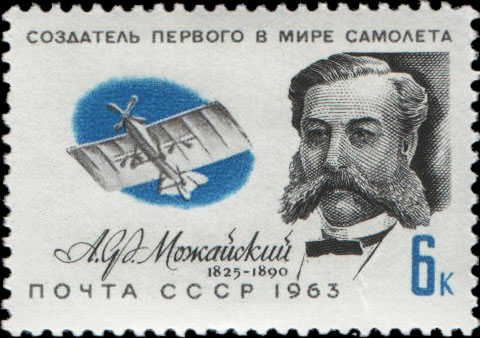 СОЗДАТЕЛЬ ПЕРВОГО В МИРЕ САМОЛЕТА
А.Ф. Можайский
1825-1890
ПОЧТА СССР 1963
6к